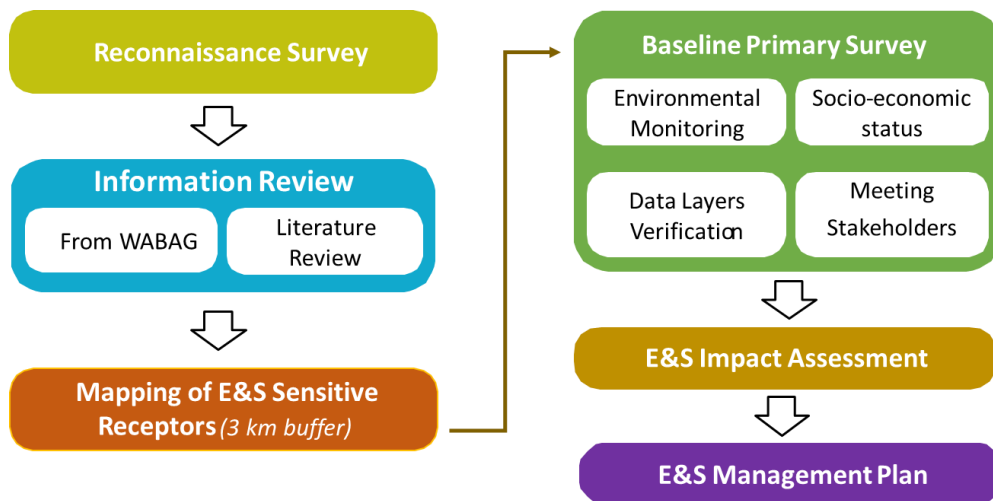 Reconnaissance Survey
Information Review
From WABAG
Literature
Review
Mapping of E&S Sensitive
Receptors (3 km buffer)
Baseline Primary Survey
Environmental
Monitoring
Socio-economic
status
Data Layers
Verification
Meeting
Stakeholders
E&S Impact Assessment
E&S Management Plan